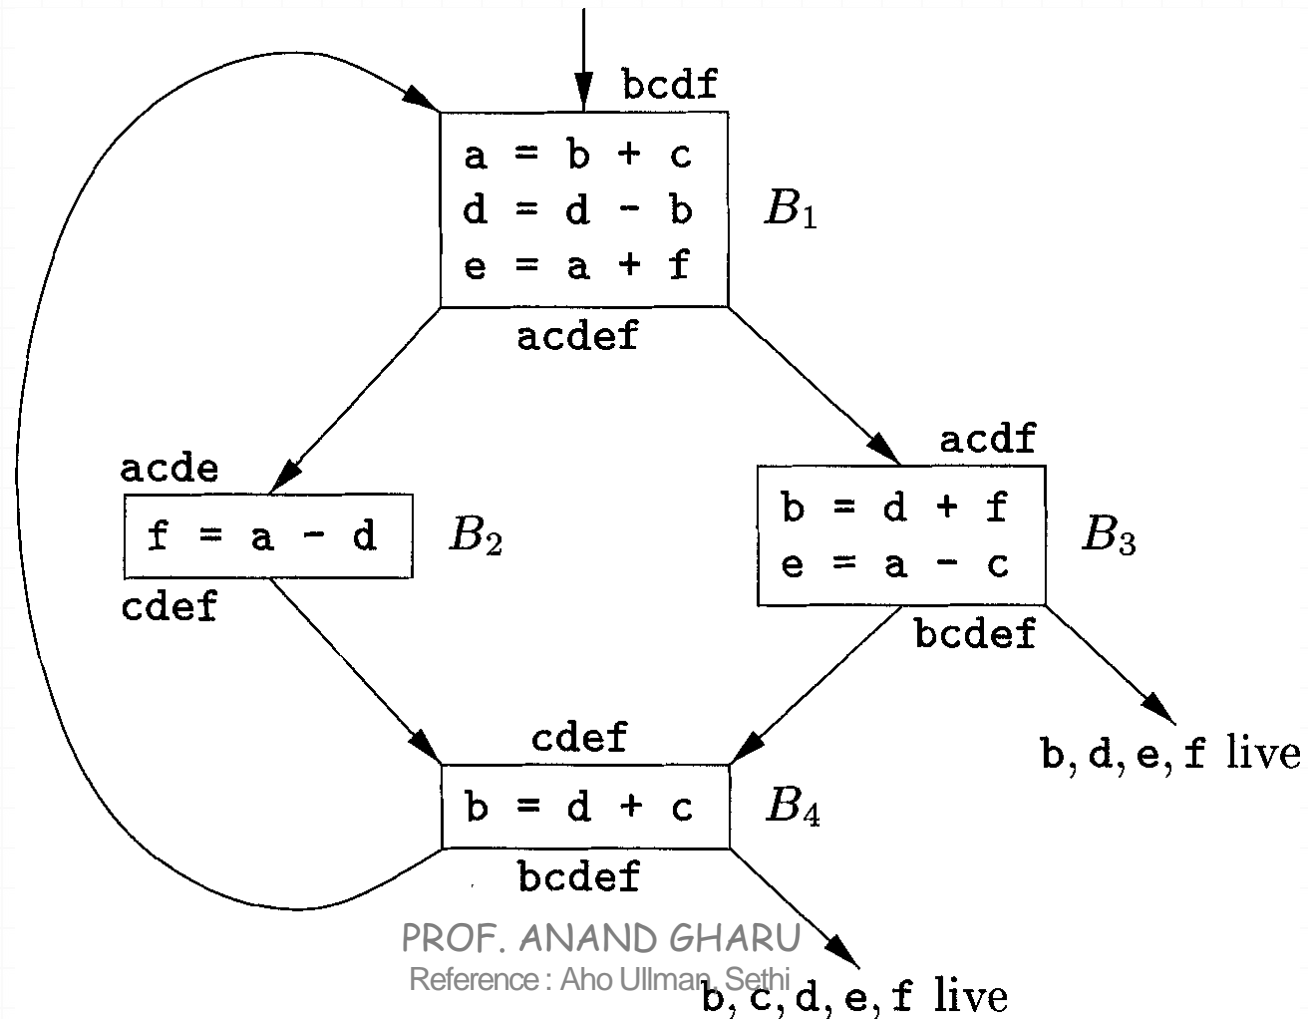 bcdf
a = b + c
d = d - b
e = a + f
B1
acdef
acde
f = a - d
B2
cdef
acdf
b = d + f
e = a - c
B3
bcdef
b, d, e, f live
cdef
b = d + c
B4
bcdef
PROF. ANAND GHARU
Reference : Aho Ullman, Sethi
b, c, d, e, f live